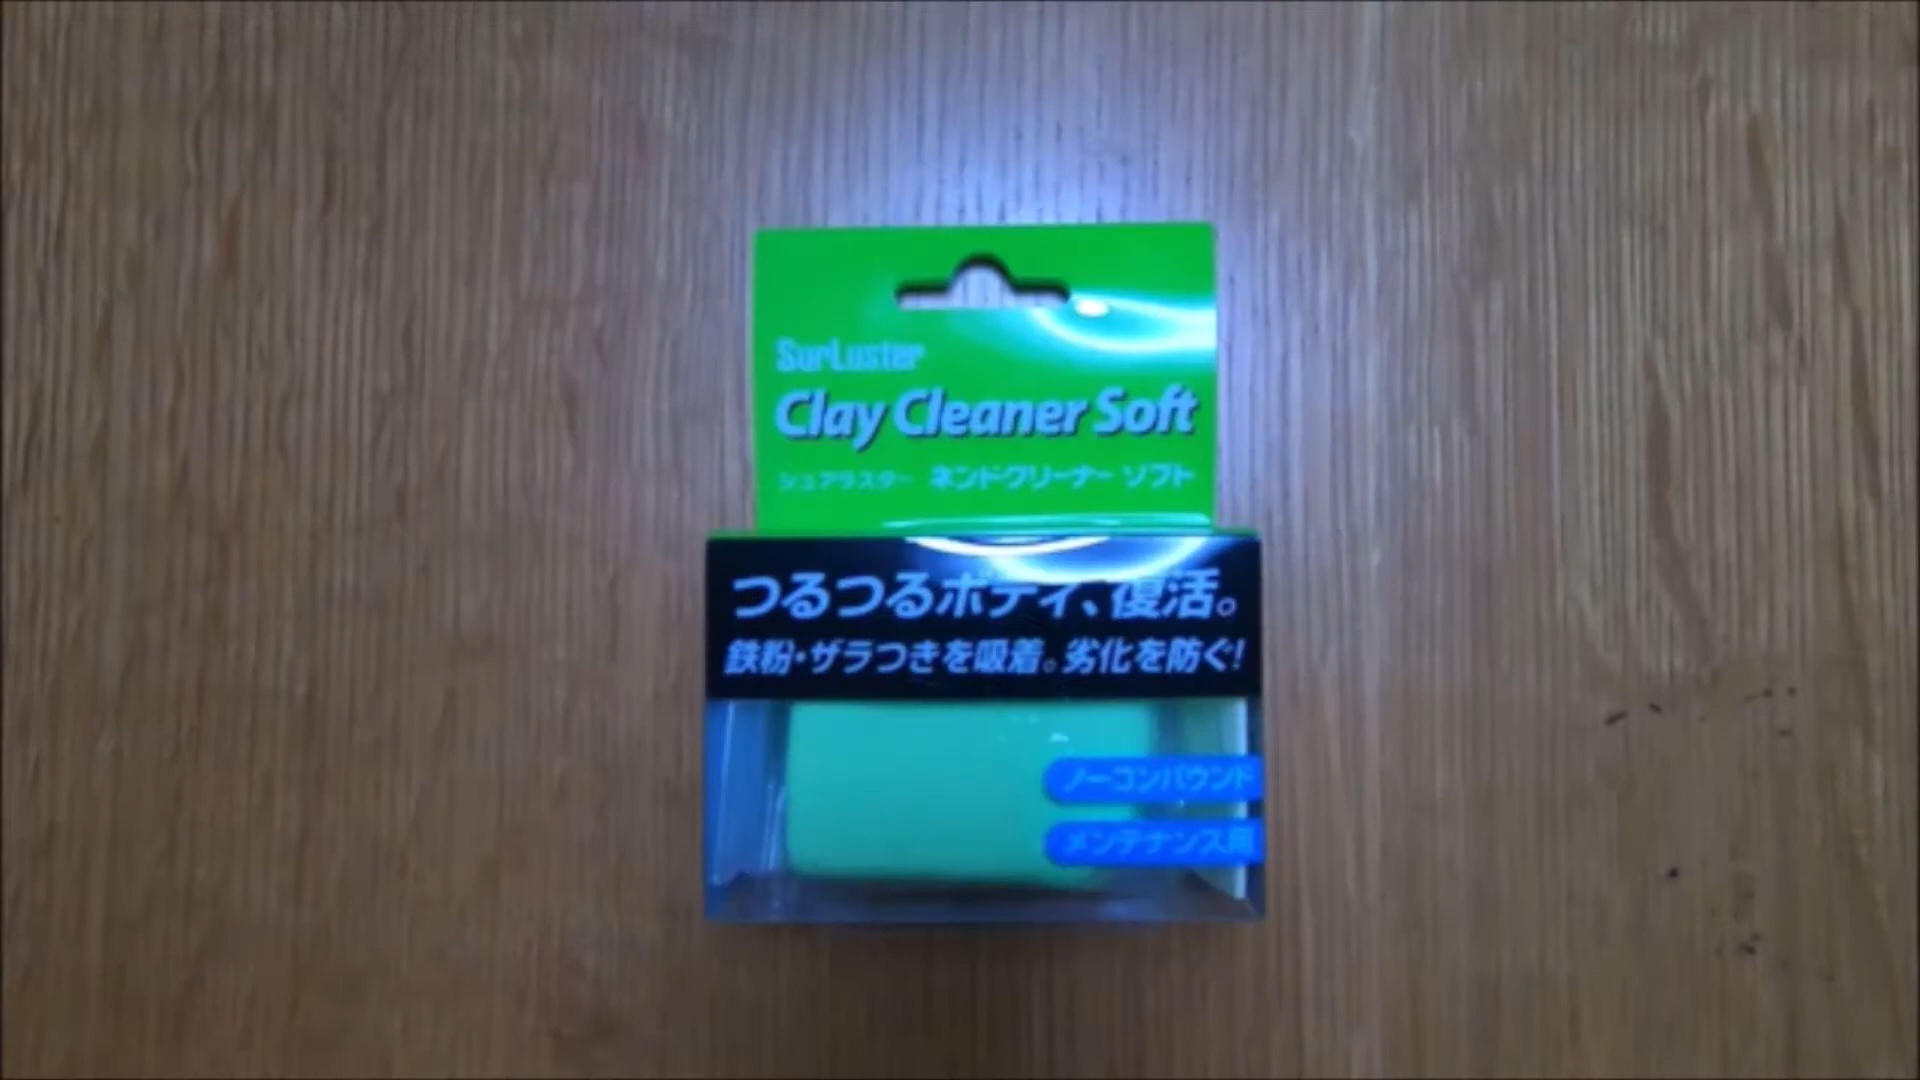 SurLuster
Clay Cleaner Soft
シュアラスター ネンドクリーナー ソフト
つるつるボディ、復活。
鉄粉・ザラつきを吸着。劣化を防ぐ!
ノーコンパウンド
メンテナンス用